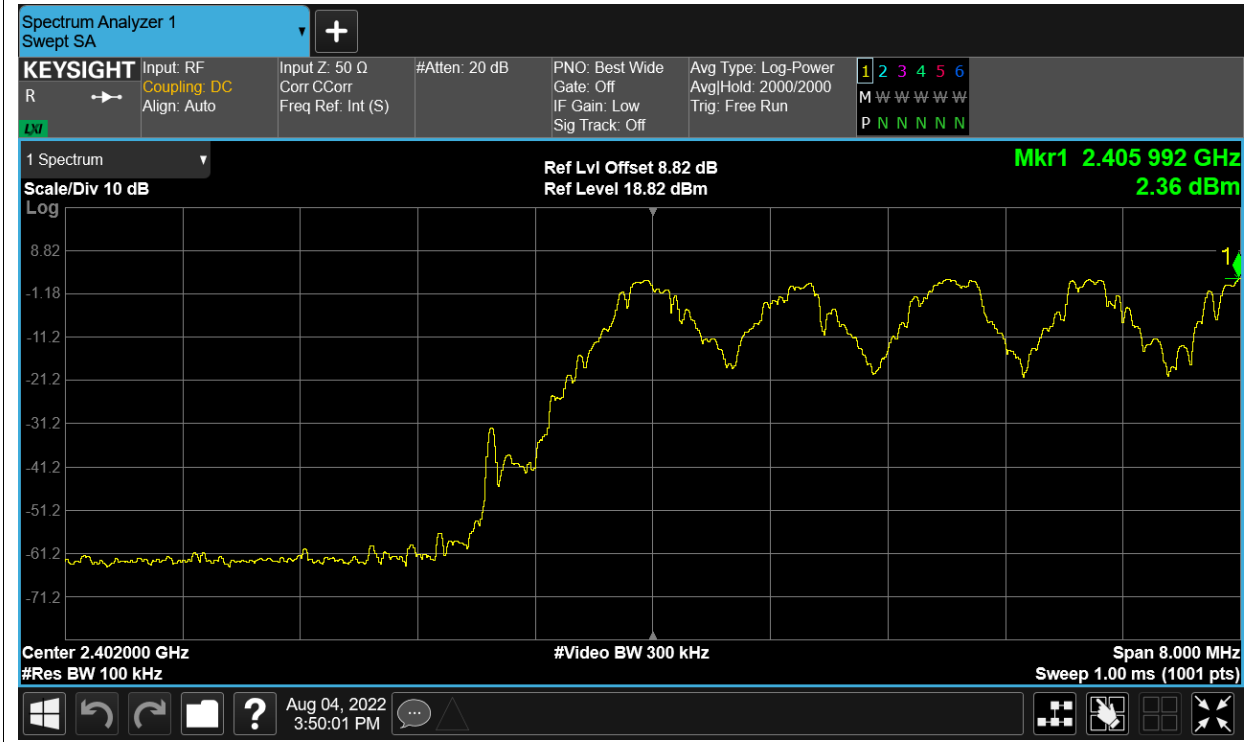 Spectrum Analyzer 1
Swept SA
KEYSIGHT
R
LXI
Input: RF
Coupling: DC
Align: Auto
Input Z: 50 Ω
Corr CCorr
Freq Ref: Int (S)
#Atten: 20 dB
PNO: Best Wide
Gate: Off
IF Gain: Low
Sig Track: Off
Avg Type: Log-Power
Avg|Hold: 2000/2000
Trig: Free Run
1 2 3 4 5 6
M W W W W W
P N N N N N
1 Spectrum
Scale/Div 10 dB
Log
Ref Lvl Offset 8.82 dB
Ref Level 18.82 dBm
Mkr1 2.405 992 GHz
2.36 dBm
8.82
1
-1.18
-11.2
-21.2
-31.2
-41.2
-51.2
-61.2
-71.2
Center 2.402000 GHz
#Video BW 300 kHz
Span 8.000 MHz
#Res BW 100 kHz
Sweep 1.00 ms (1001 pts)
?
Aug 04, 2022
3:50:01 PM